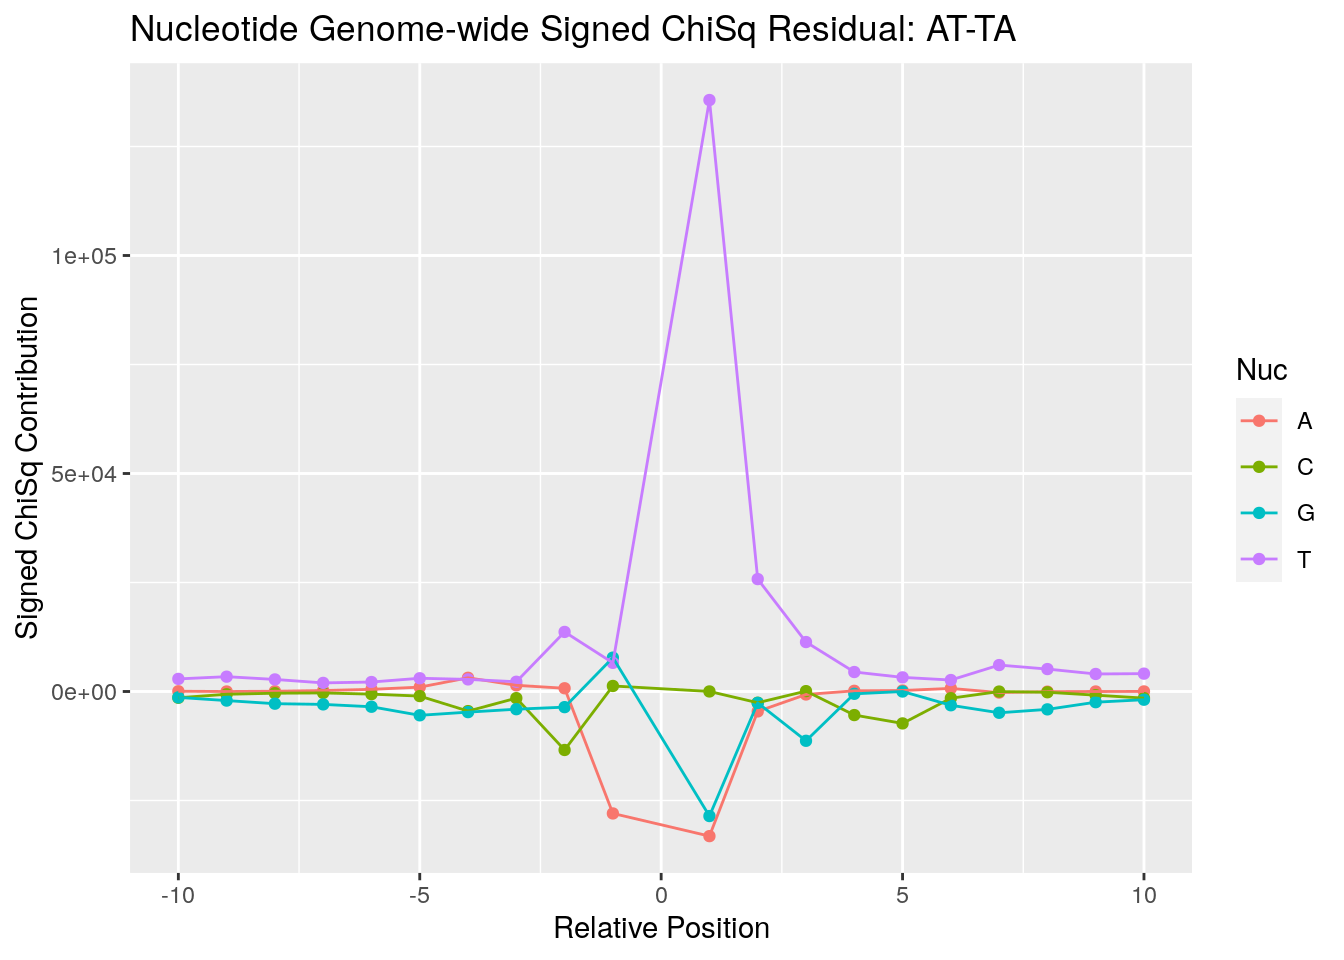 Nucleotide Genome-wide Signed ChiSq Residual: AT-TA
Signed ChiSq Contribution
1e+05
5e+04
0e+00
-10
-5
0
5
10
Relative Position
Nuc
A
C
G
T